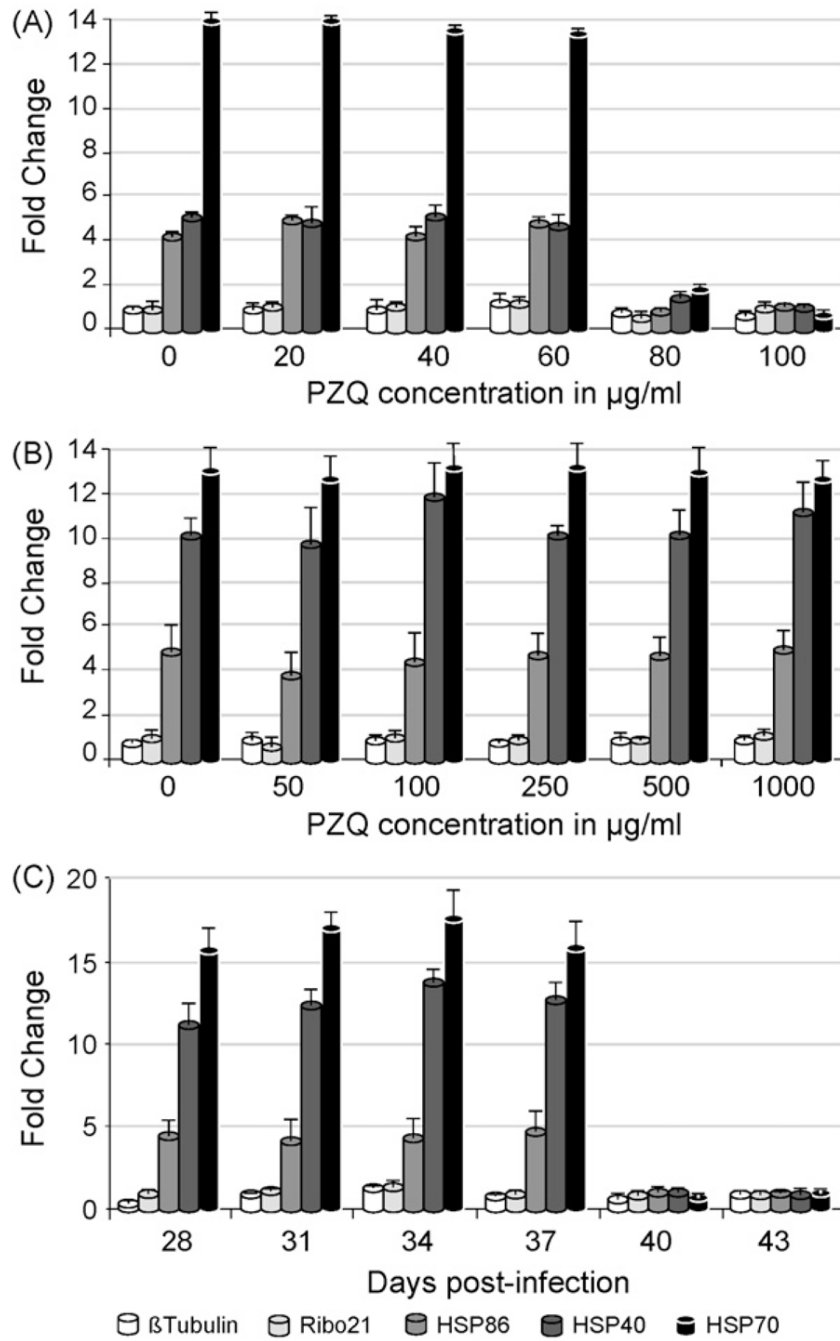 (A)
14
12
10
8
6
4
2
0
Fold Change
0 20 40 60 80 100
PZQ concentration in µg/ml
(B)
14
12
10
8
6
4
2
0
Fold Change
0 50 100 250 500 1000
PZQ concentration in µg/ml
(C)
20
15
10
5
0
Fold Change
28 31 34 37 40 43
Days post-infection
ßTubulin Ribo21 HSP86 HSP40 HSP70